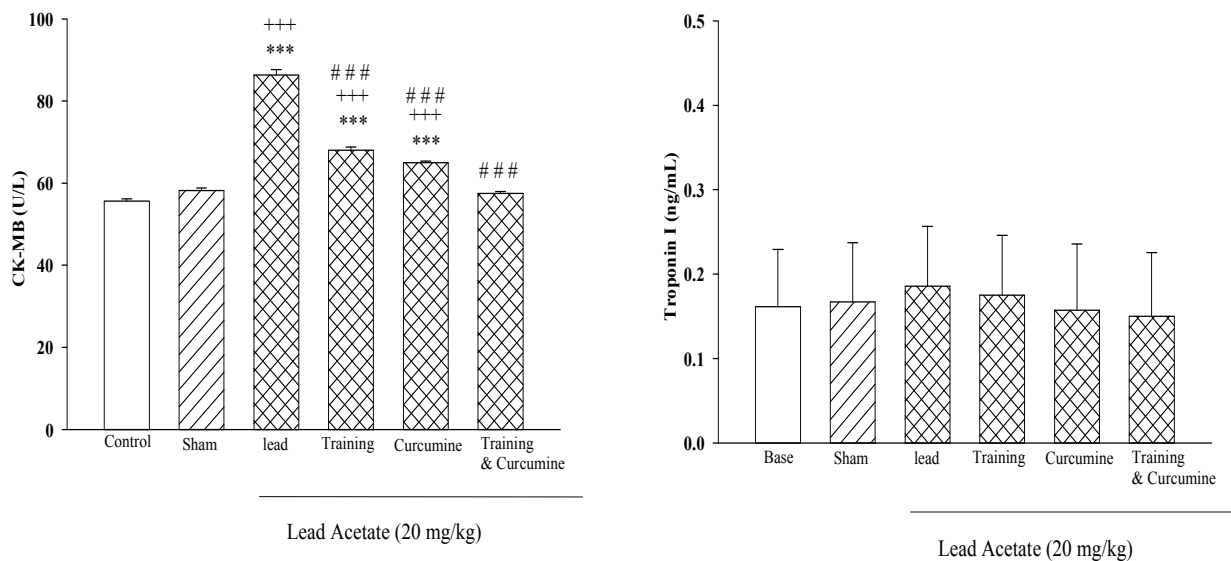 100
80
60
40
20
0
CK-MB (U/L)
+++
***
# # #
+++
***
# # #
+++
***
# # #
Control
Sham
lead
Training
Curcumine
Training
& Curcumine
Lead Acetate (20 mg/kg)
0.5
0.4
0.3
0.2
0.1
0.0
Troponin I (ng/mL)
Base
Sham
lead
Training
Curcumine
Training
& Curcumine
Lead Acetate (20 mg/kg)